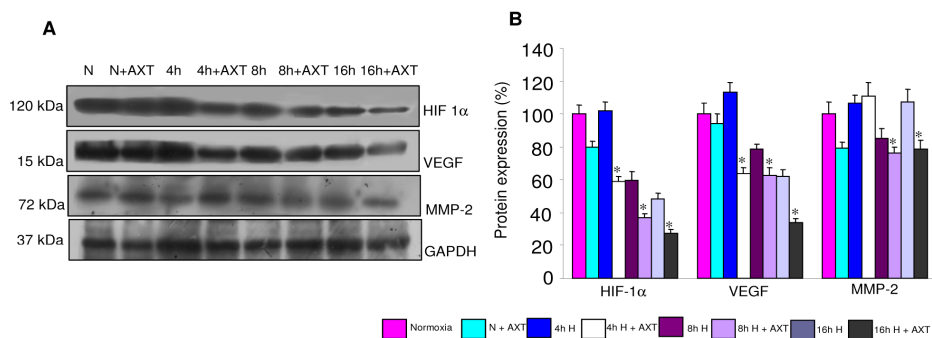 A
N N+AXT 4h 4h+AXT 8h 8h+AXT 16h 16h+AXT
120 kDa HIF 1α
15 kDa VEGF
72 kDa MMP-2
37 kDa GAPDH
B
Protein expression (%)
140
120
100
80
60
40
20
0
* * * * * * * *
HIF-1α VEGF MMP-2
Normoxia N + AXT 4h H 4h H + AXT 8h H 8h H + AXT 16h H 16h H + AXT